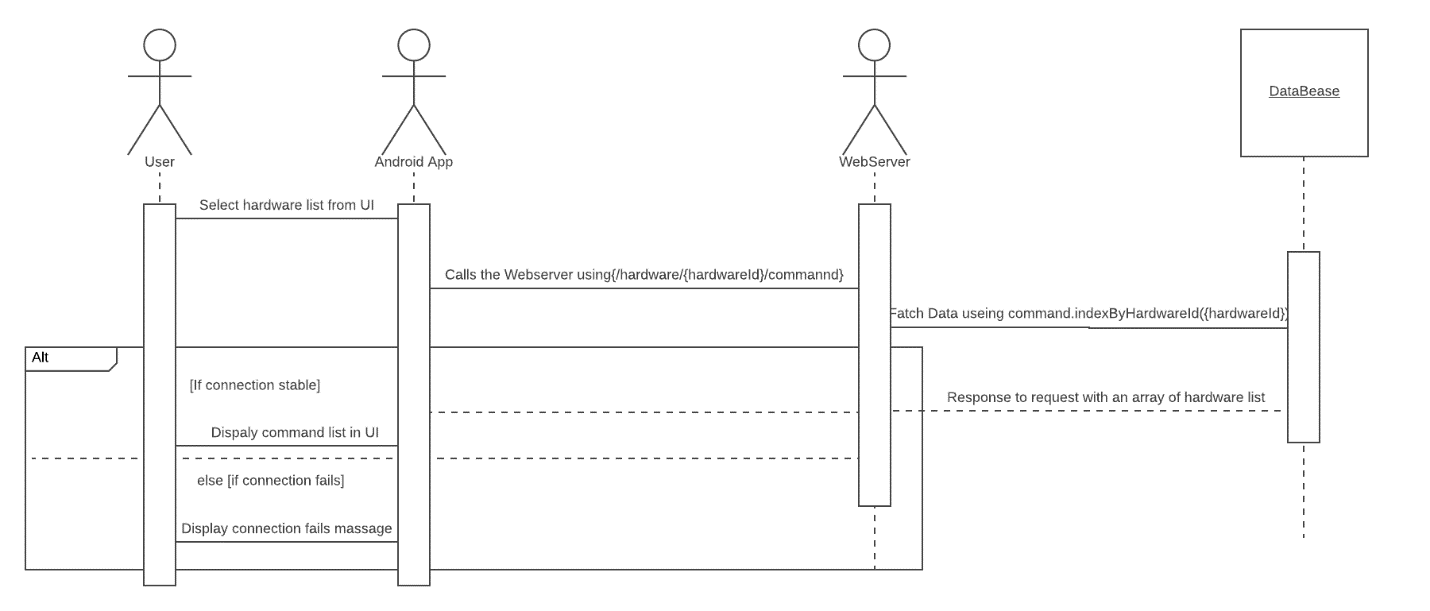 User
Android App
WebServer
DataBease
Select hardware list from UI
Calls the Webserver using{/hardware/{hardwareId}/commannd}
Fatch Data useing command.indexByHardwareId({hardwareId})
Alt
[If connection stable]
Response to request with an array of hardware list
Dispaly command list in UI
else [if connection fails]
Display connection fails massage